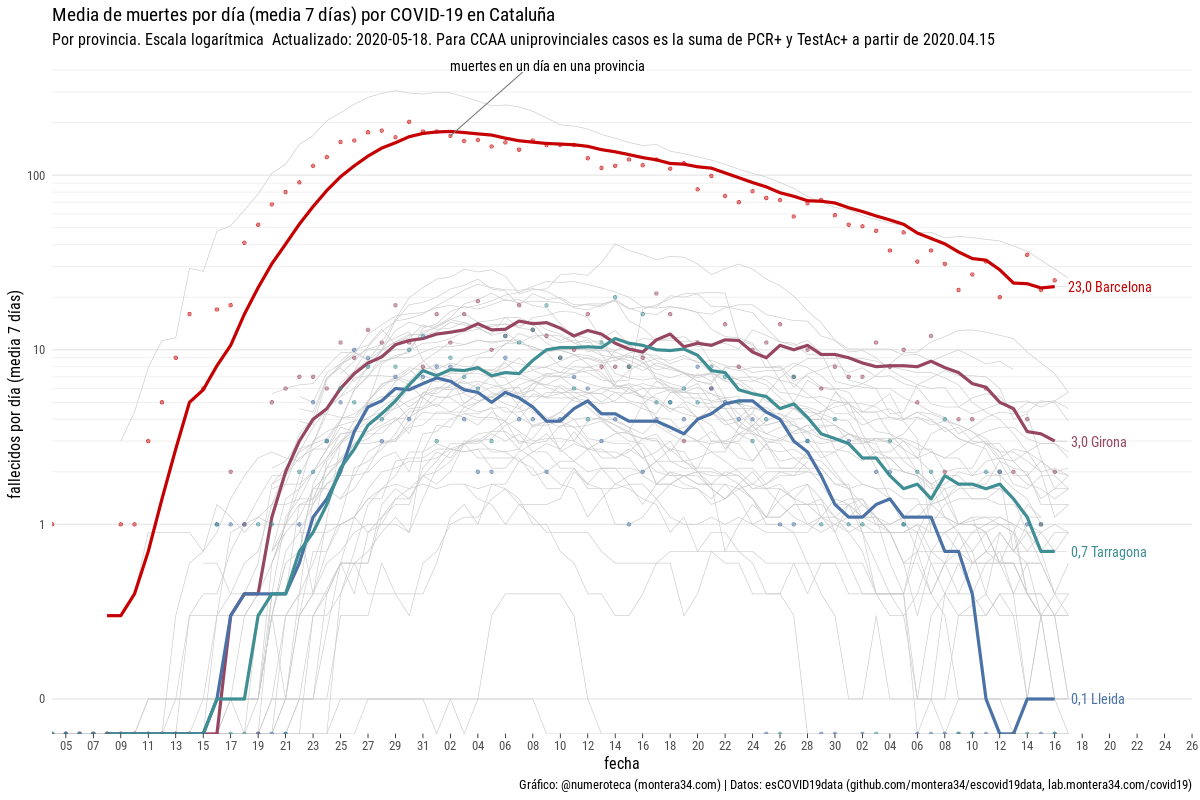 Media de muertes por día (media 7 días) por COVID-19 en Cataluña
Por provincia. Escala logarítmica  Actualizado: 2020-05-18. Para CCAA uniprovinciales casos es la suma de PCR+ y TestAc+ a partir de 2020.04.15
muertes en un día en una provincia
fallecidos por día (media 7 días)
100
10
1
0
23,0 Barcelona
3,0 Girona
0,7 Tarragona
0,1 Lleida
05 07 09 11 13 15 17 19 21 23 25 27 29 31 02 04 06 08 10 12 14 16 18 20 22 24 26 28 30 02 04 06 08 10 12 14 16 18 20 22 24 26
fecha
Gráfico: @numeroteca (montera34.com) | Datos: esCOVID19data (github.com/montera34/escovid19data, lab.montera34.com/covid19)